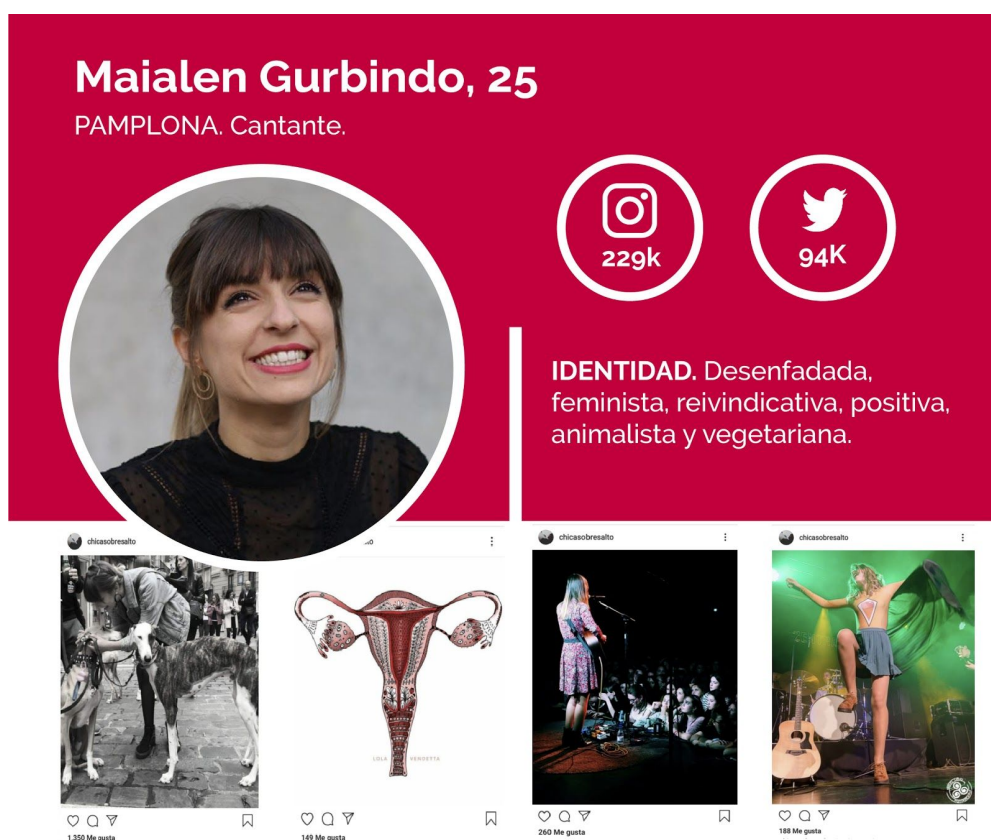 Maialen Gurbindo, 25
PAMPLONA. Cantante.
229k
94K
IDENTIDAD. Desenfadada,
feminista, reivindicativa, positiva,
animalista y vegetariana.
chicasobresalto
chicasobresalto
chicasobresalto
LOLA VENDETTA
1.350 Me gusta
149 Me gusta
260 Me gusta
188 Me gusta